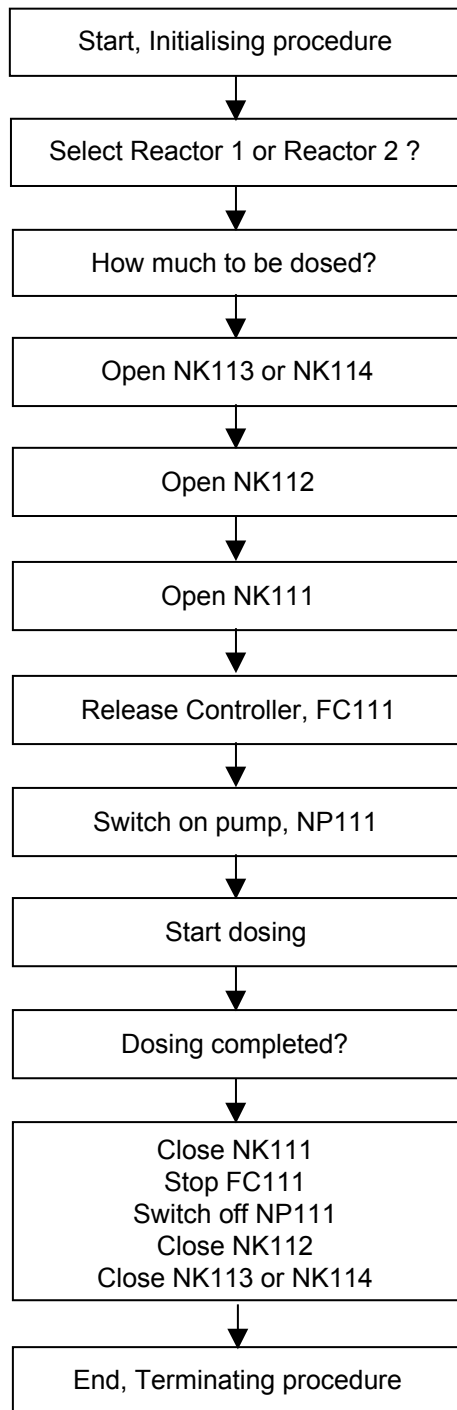 Start, Initialising procedure
Select Reactor 1 or Reactor 2 ?
How much to be dosed?
Open NK113 or NK114
Open NK112
Open NK111
Release Controller, FC111
Switch on pump, NP111
Start dosing
Dosing completed?
Close NK111
Stop FC111
Switch off NP111
Close NK112
Close NK113 or NK114
End, Terminating procedure